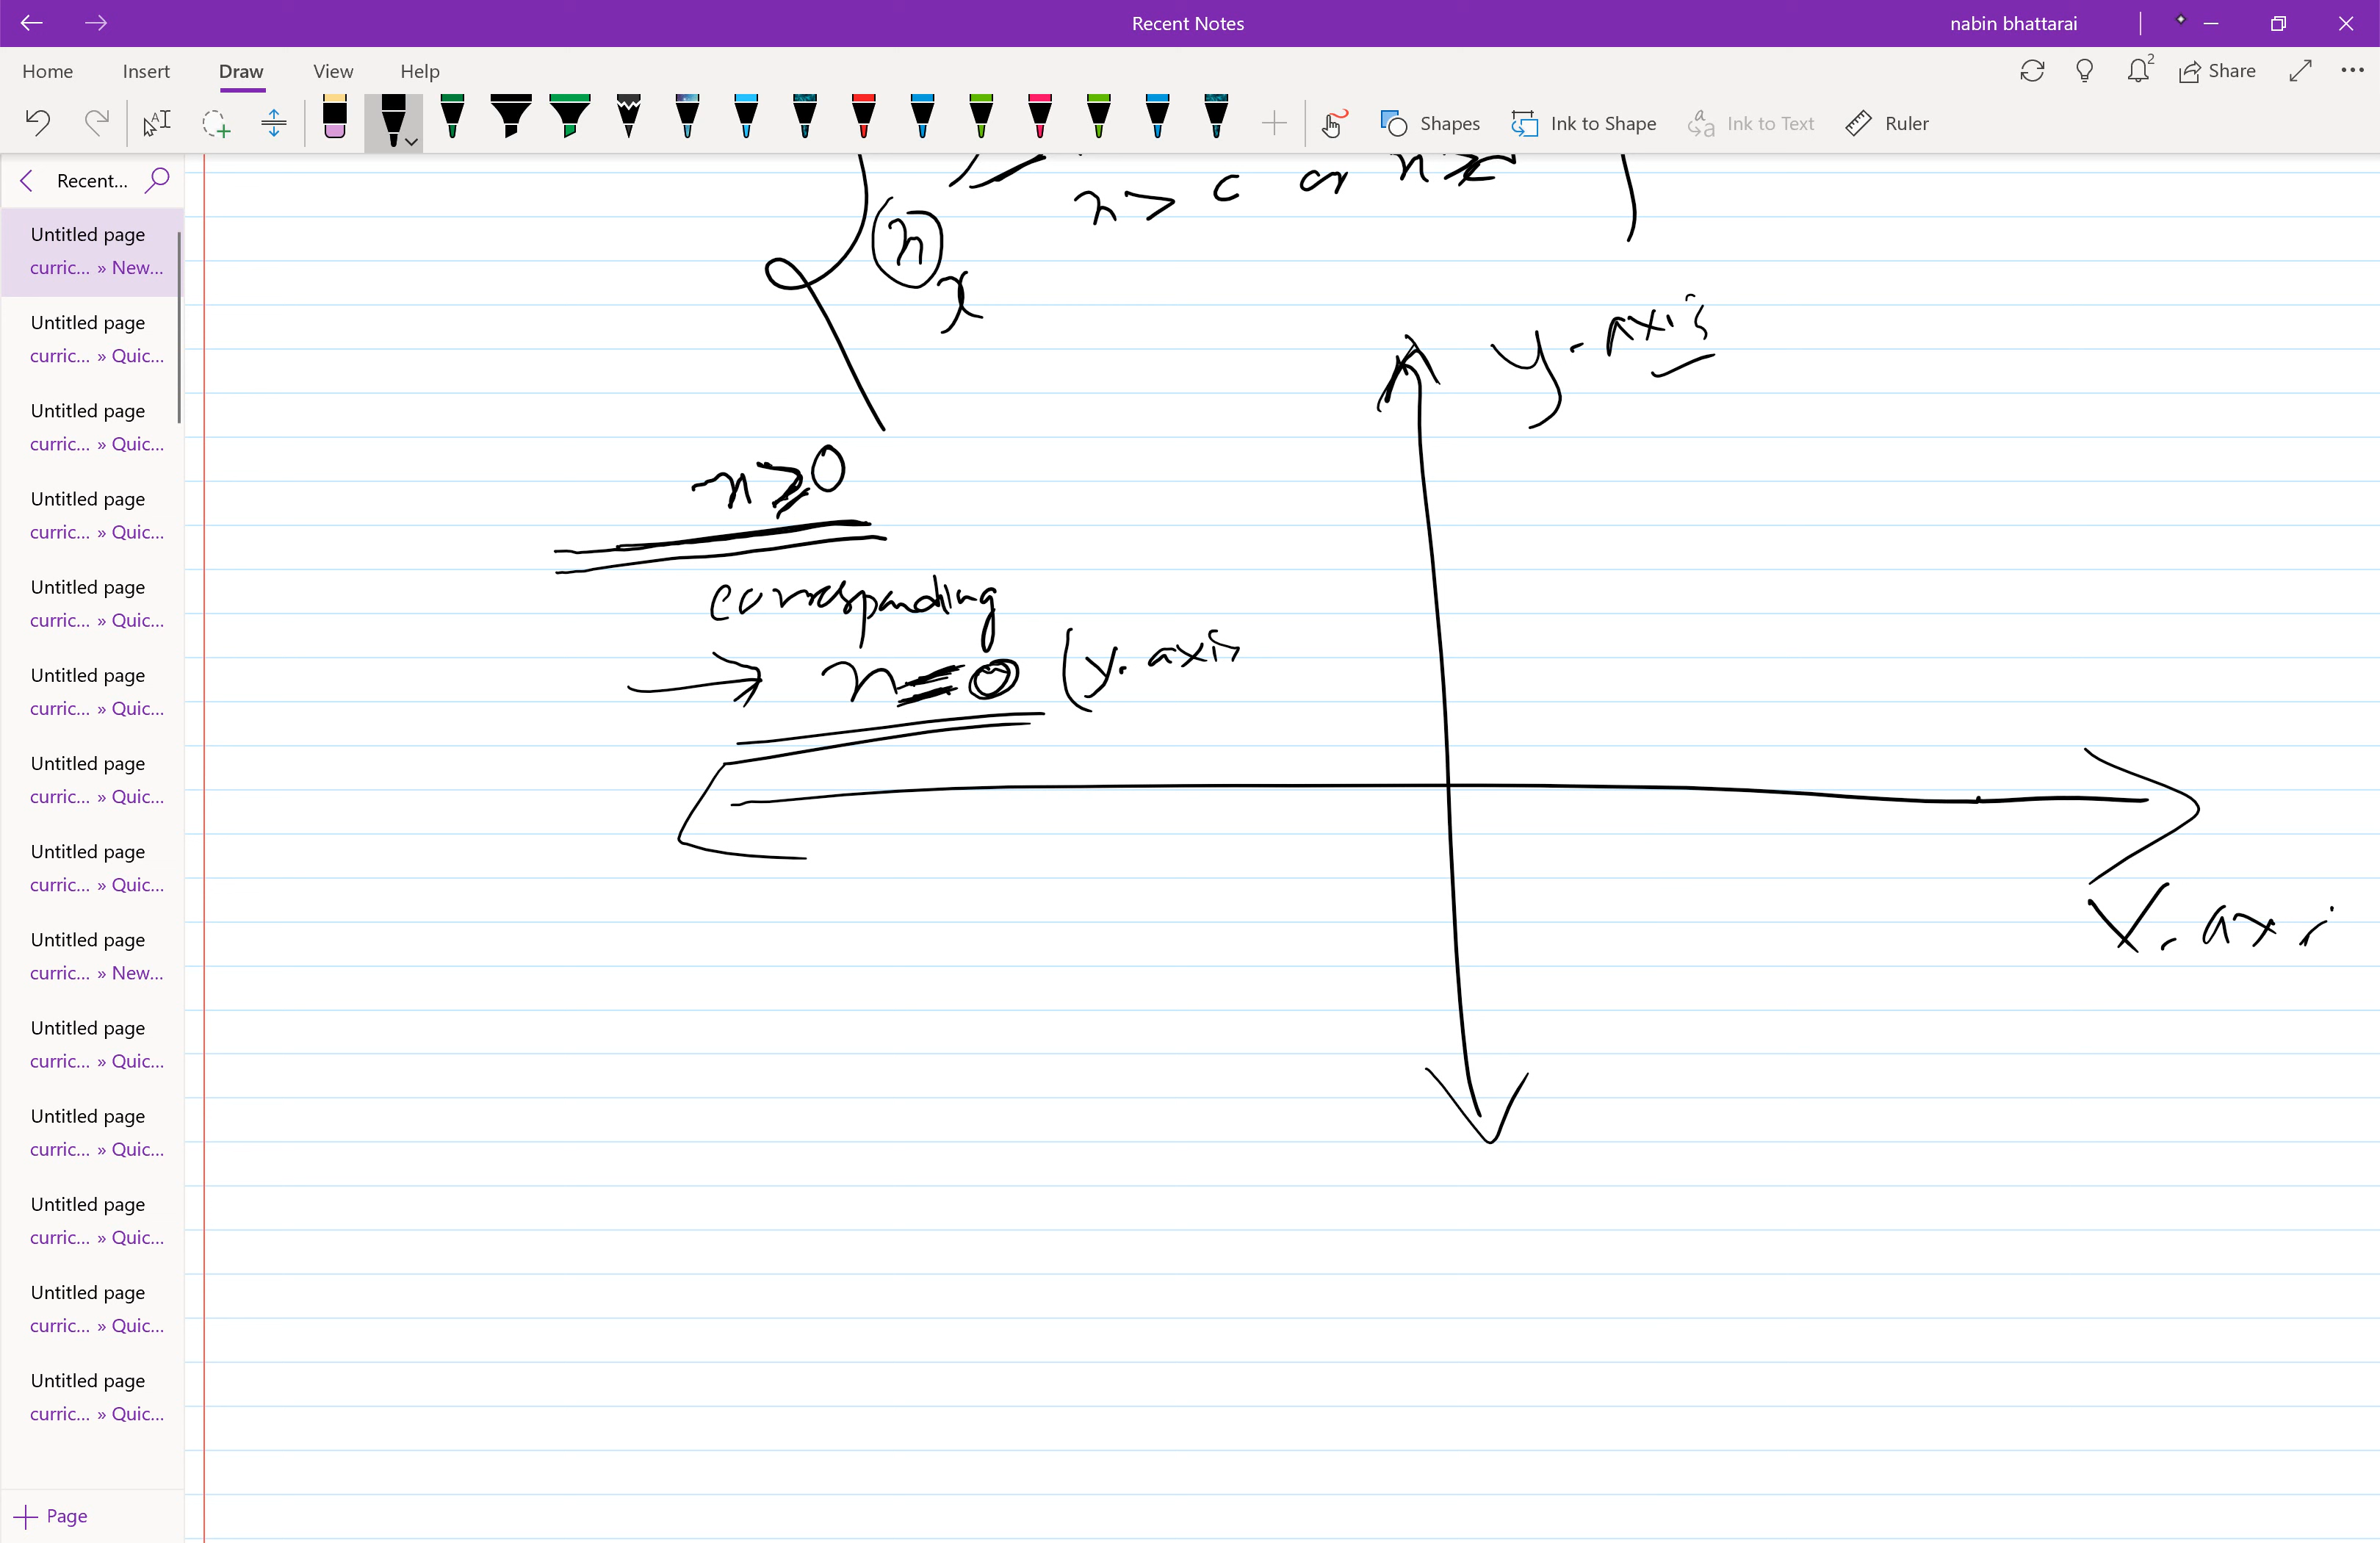 Recent Notes
nabin bhattarai
Home Insert Draw View Help
2
Share
Shapes
Ink to Shape
Ink to Text
Ruler
Recent...
Untitled page
curric... » New...
Untitled page
curric... » Quic...
Untitled page
curric... » Quic...
Untitled page
curric... » Quic...
Untitled page
curric... » Quic...
Untitled page
curric... » Quic...
Untitled page
curric... » Quic...
Untitled page
curric... » Quic...
Untitled page
curric... » New...
Untitled page
curric... » Quic...
Untitled page
curric... » Quic...
Untitled page
curric... » Quic...
Untitled page
curric... » Quic...
Untitled page
curric... » Quic...
Page
x > c or
x
x
y-axis
x ≥ 0
corresponding
→ x = 0 (y-axis
X-axi